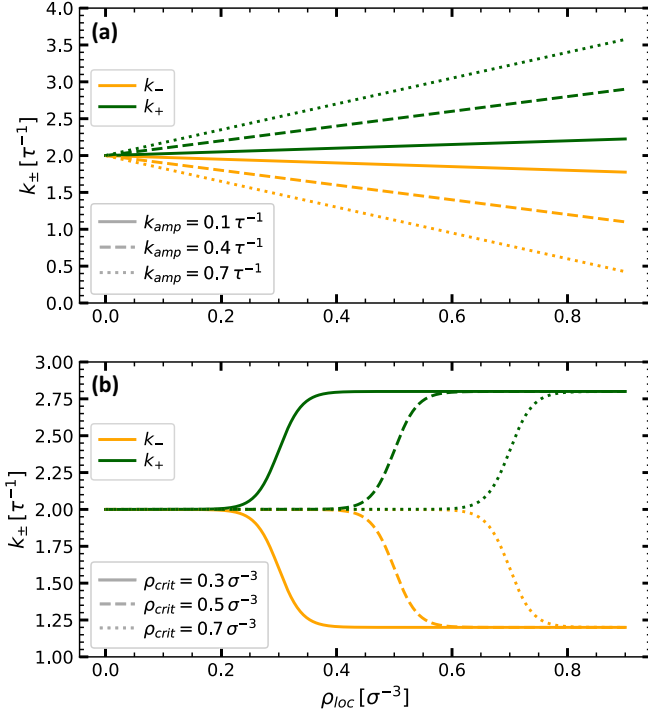 (a)
k₋
k₊
k_amp = 0.1 τ⁻¹
k_amp = 0.4 τ⁻¹
k_amp = 0.7 τ⁻¹
k± [τ⁻¹]
4.0
3.5
3.0
2.5
2.0
1.5
1.0
0.5
0.0
0.0 0.2 0.4 0.6 0.8
(b)
k₋
k₊
ρ_crit = 0.3 σ⁻³
ρ_crit = 0.5 σ⁻³
ρ_crit = 0.7 σ⁻³
k± [τ⁻¹]
3.00
2.75
2.50
2.25
2.00
1.75
1.50
1.25
1.00
0.0 0.2 0.4 0.6 0.8
ρ_loc [σ⁻³]